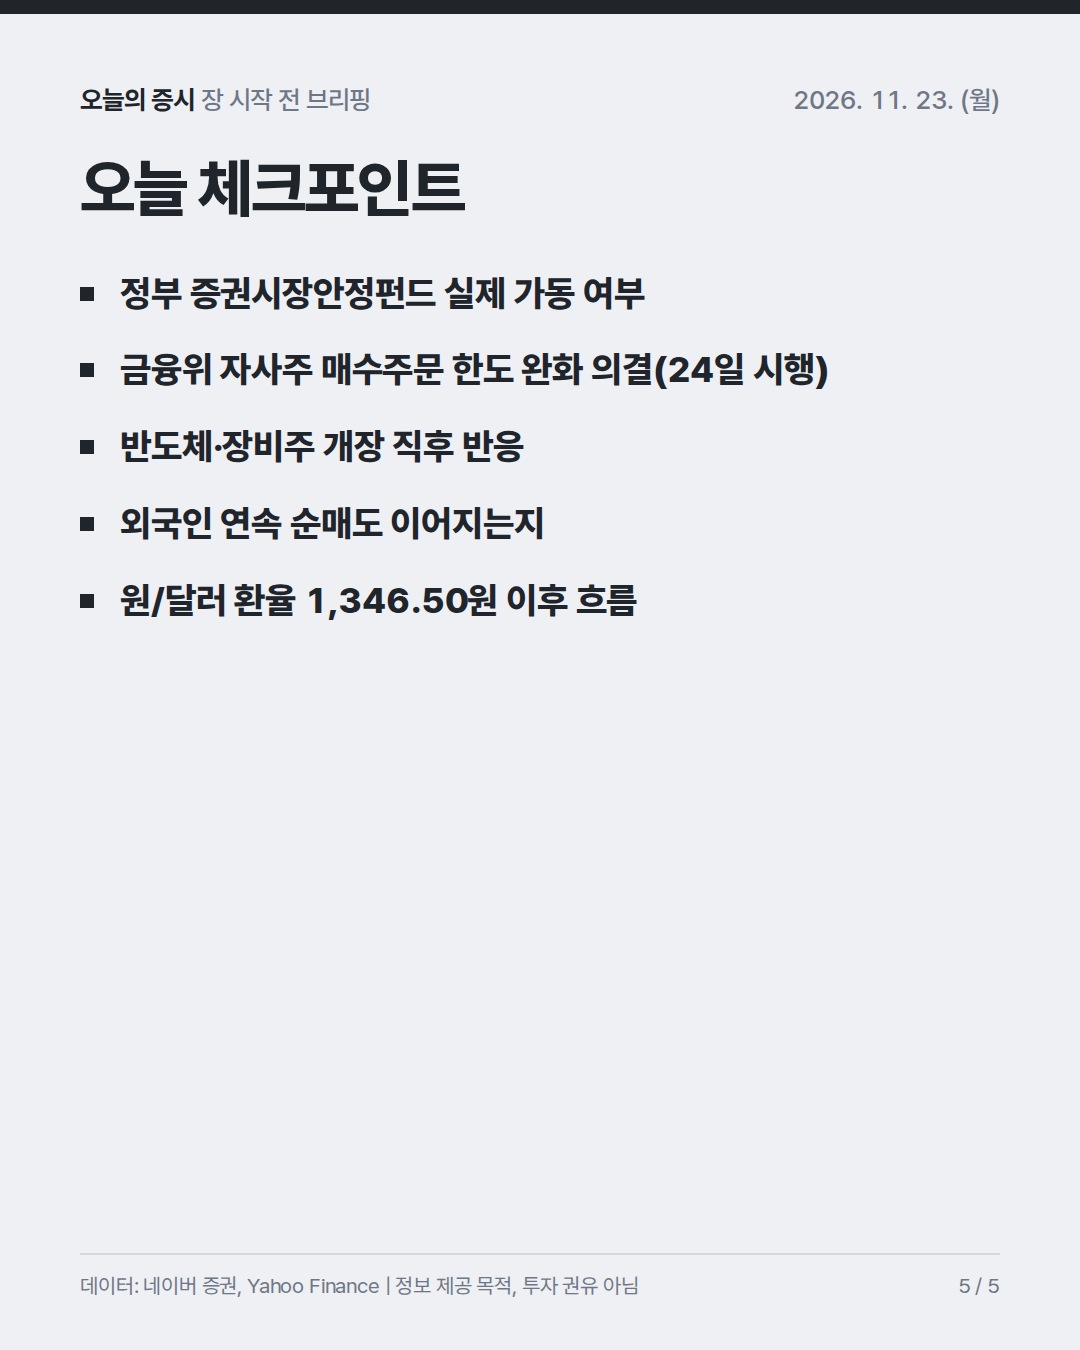 오늘의 증시 장 시작 전 브리핑
2026. 11. 23. (월)
오늘 체크포인트
■ 정부 증권시장안정펀드 실제 가동 여부
■ 금융위 자사주 매수주문 한도 완화 의결(24일 시행)
■ 반도체·장비주 개장 직후 반응
■ 외국인 연속 순매도 이어지는지
■ 원/달러 환율 1,346.50원 이후 흐름
데이터: 네이버 증권, Yahoo Finance | 정보 제공 목적, 투자 권유 아님
5 / 5